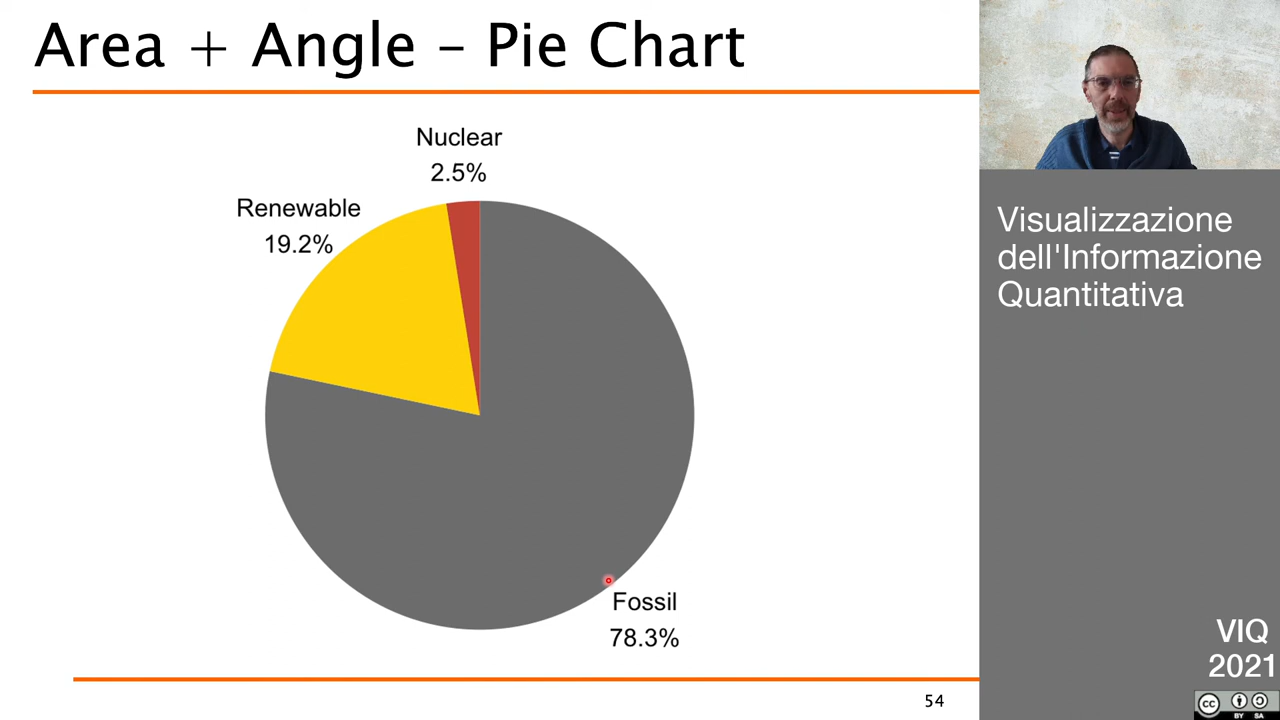 Area + Angle – Pie Chart
Nuclear
2.5%
Renewable
19.2%
Fossil
78.3%
54
Visualizzazione
dell'Informazione
Quantitativa
VIQ
2021
cc
BY SA